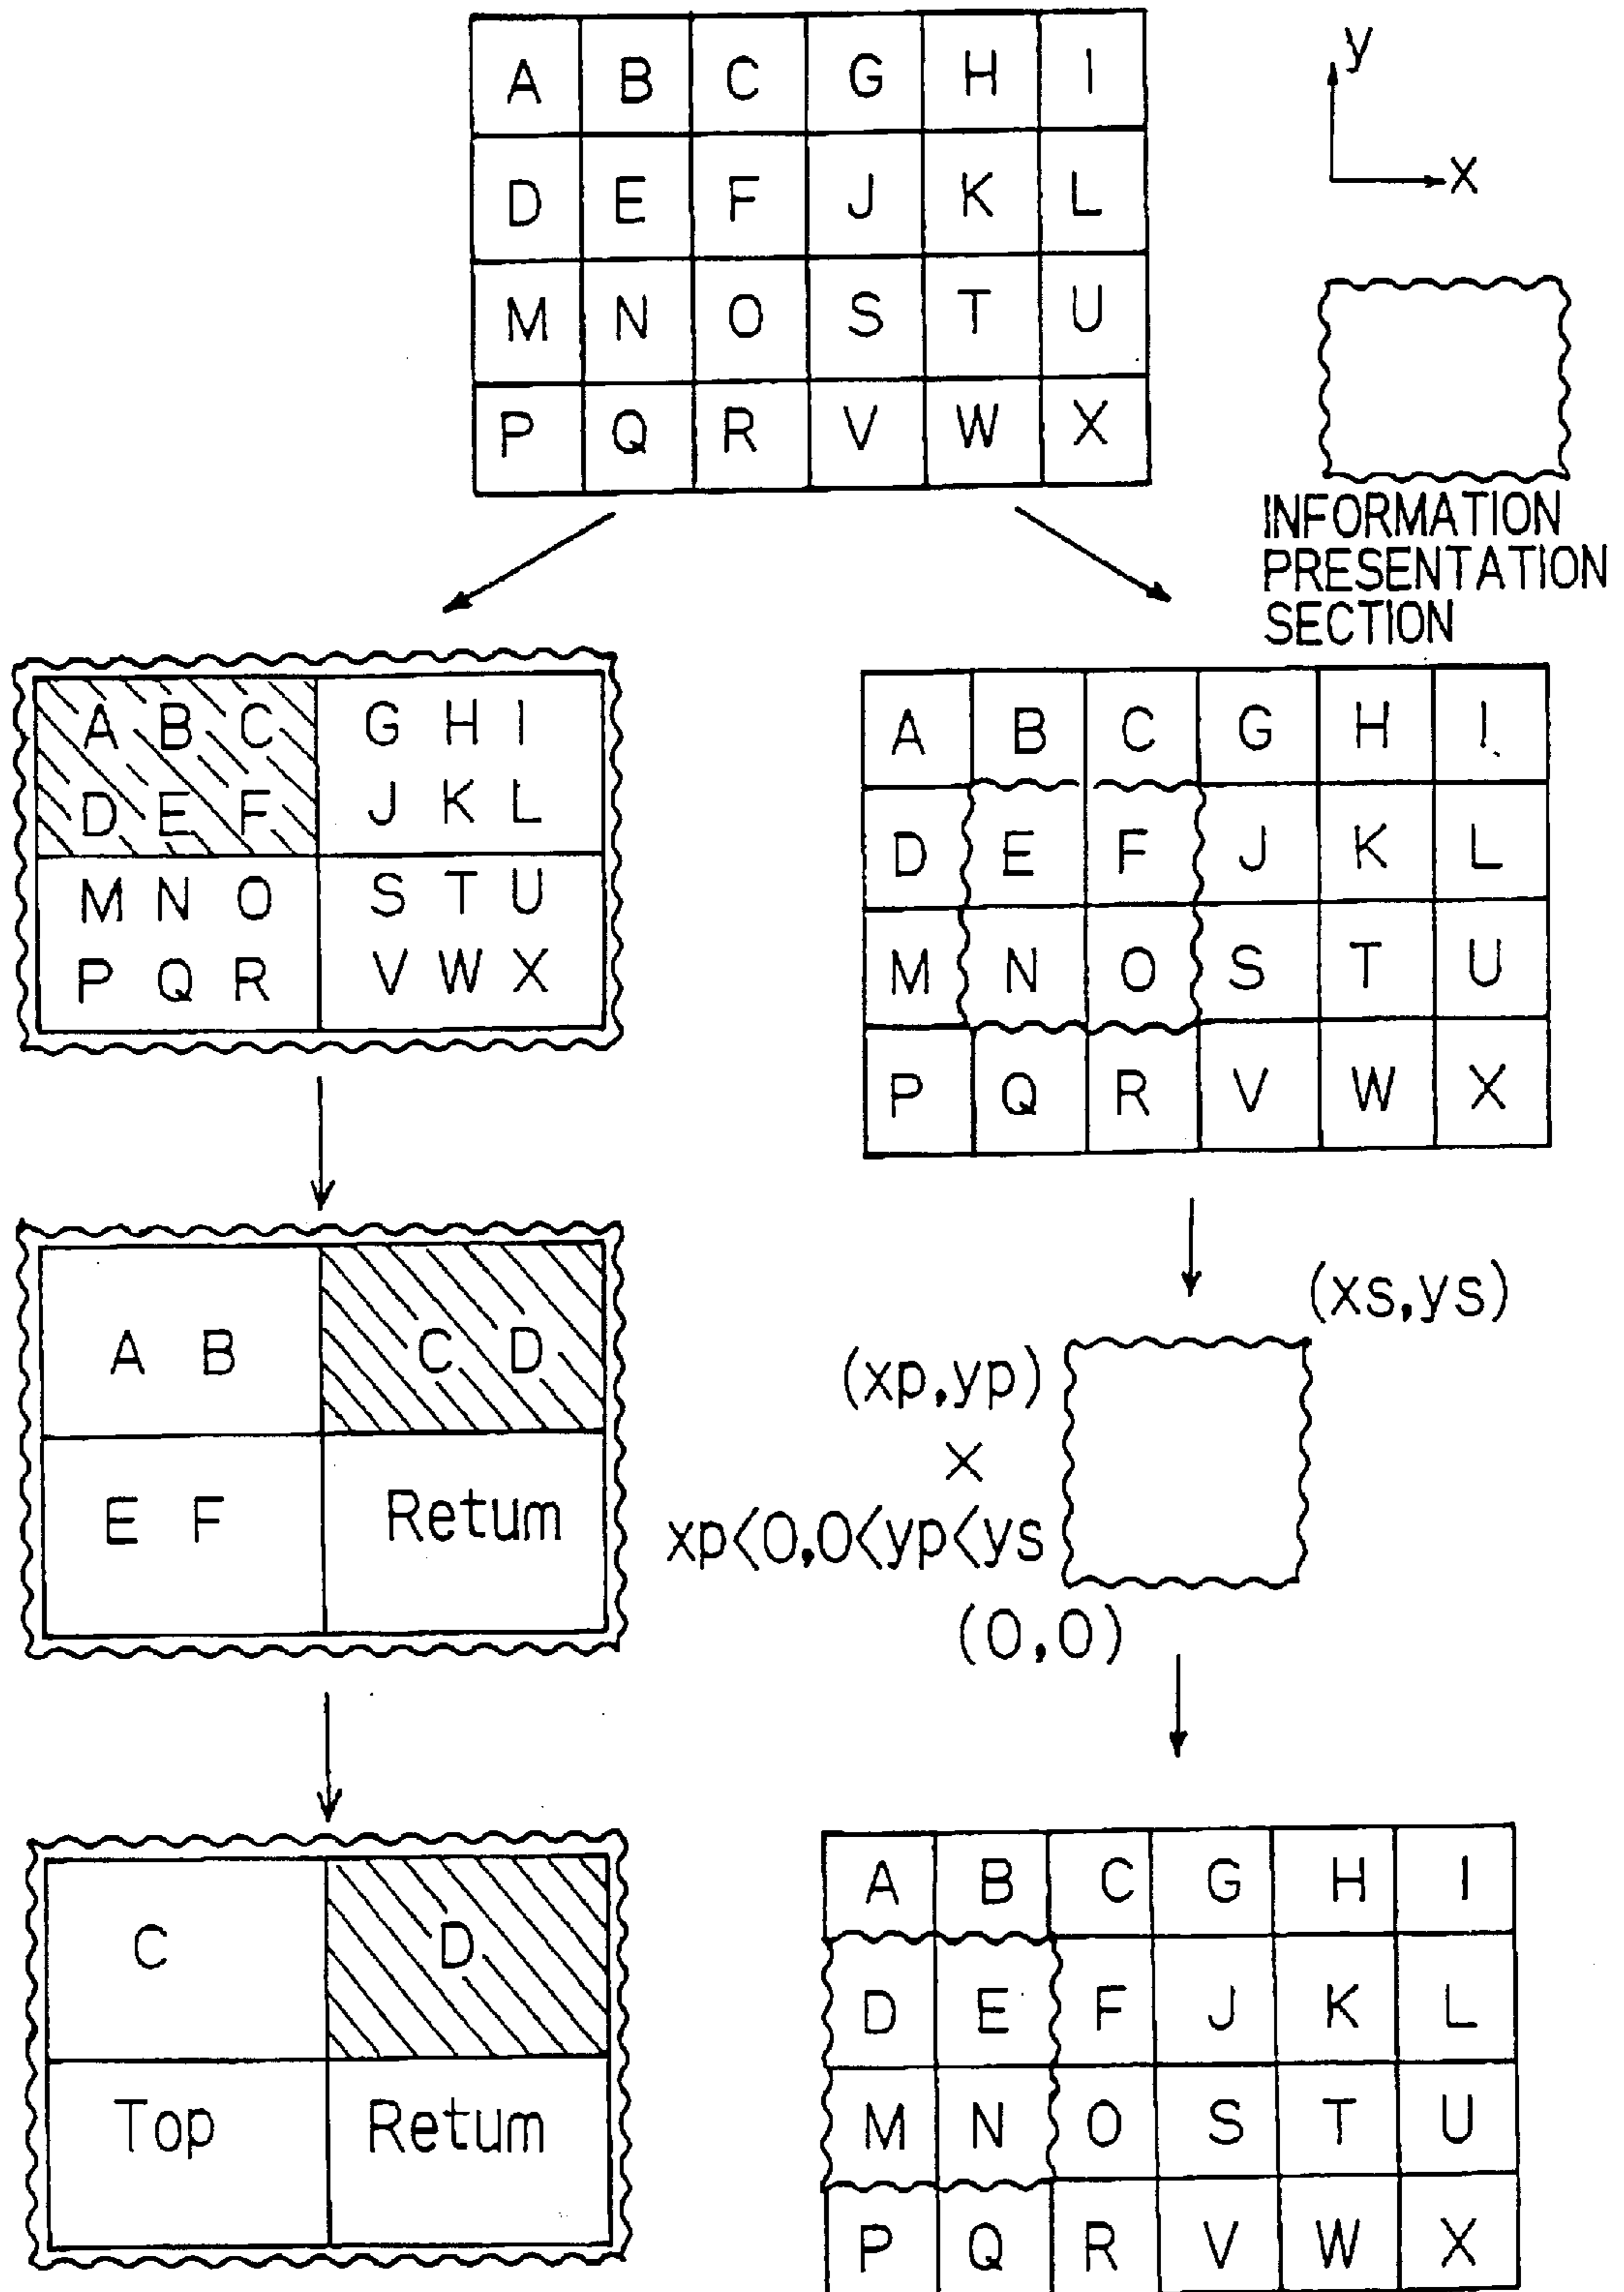 A B C G H I
D E F J K L
M N O S T U
P Q R V W X
y
x
INFORMATION
PRESENTATION
SECTION
A B C G H I
D E F J K L
M N O S T U
P Q R V W X
A B C D
E F Retum
C D
Top Retum
A B C G H I
D E F J K L
M N O S T U
P Q R V W X
(xs,ys)
(xp,yp)
×
xp<0,0<yp<ys
(0,0)
A B C G H I
D E F J K L
M N O S T U
P Q R V W X